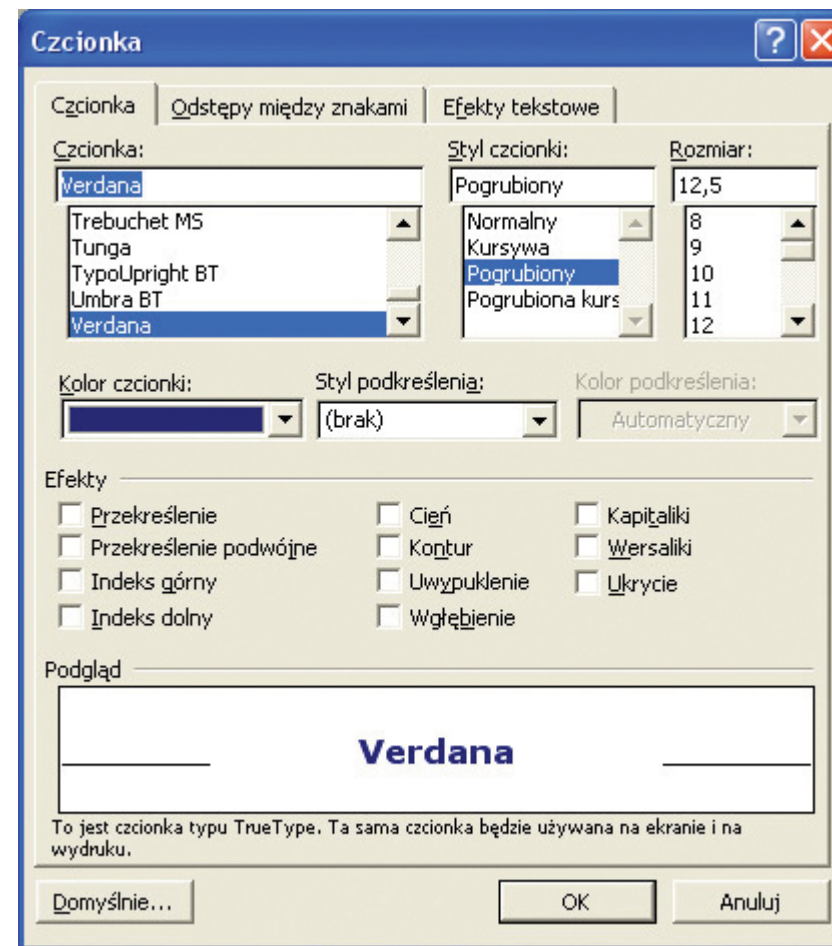 Czcionka
Czcionka Odstępy między znakami Efekty tekstowe
Czcionka: Styl czcionki: Rozmiar:
Verdana Pogrubiony 12,5
Trebuchet MS Normalny 8
Tunga Kursywa 9
TypoUpright BT Pogrubiony 10
Umbra BT Pogrubiona kurs 11
Verdana 12
Kolor czcionki: Styl podkreślenia: Kolor podkreślenia:
(brak) Automatyczny
Efekty
Przekreślenie Cień Kapitaliki
Przekreślenie podwójne Kontur Wersaliki
Indeks górny Uwypuklenie Ukrycie
Indeks dolny Wgłębienie
Podgląd
Verdana
To jest czcionka typu TrueType. Ta sama czcionka będzie używana na ekranie i na
wydruku.
Domyślnie... OK Anuluj